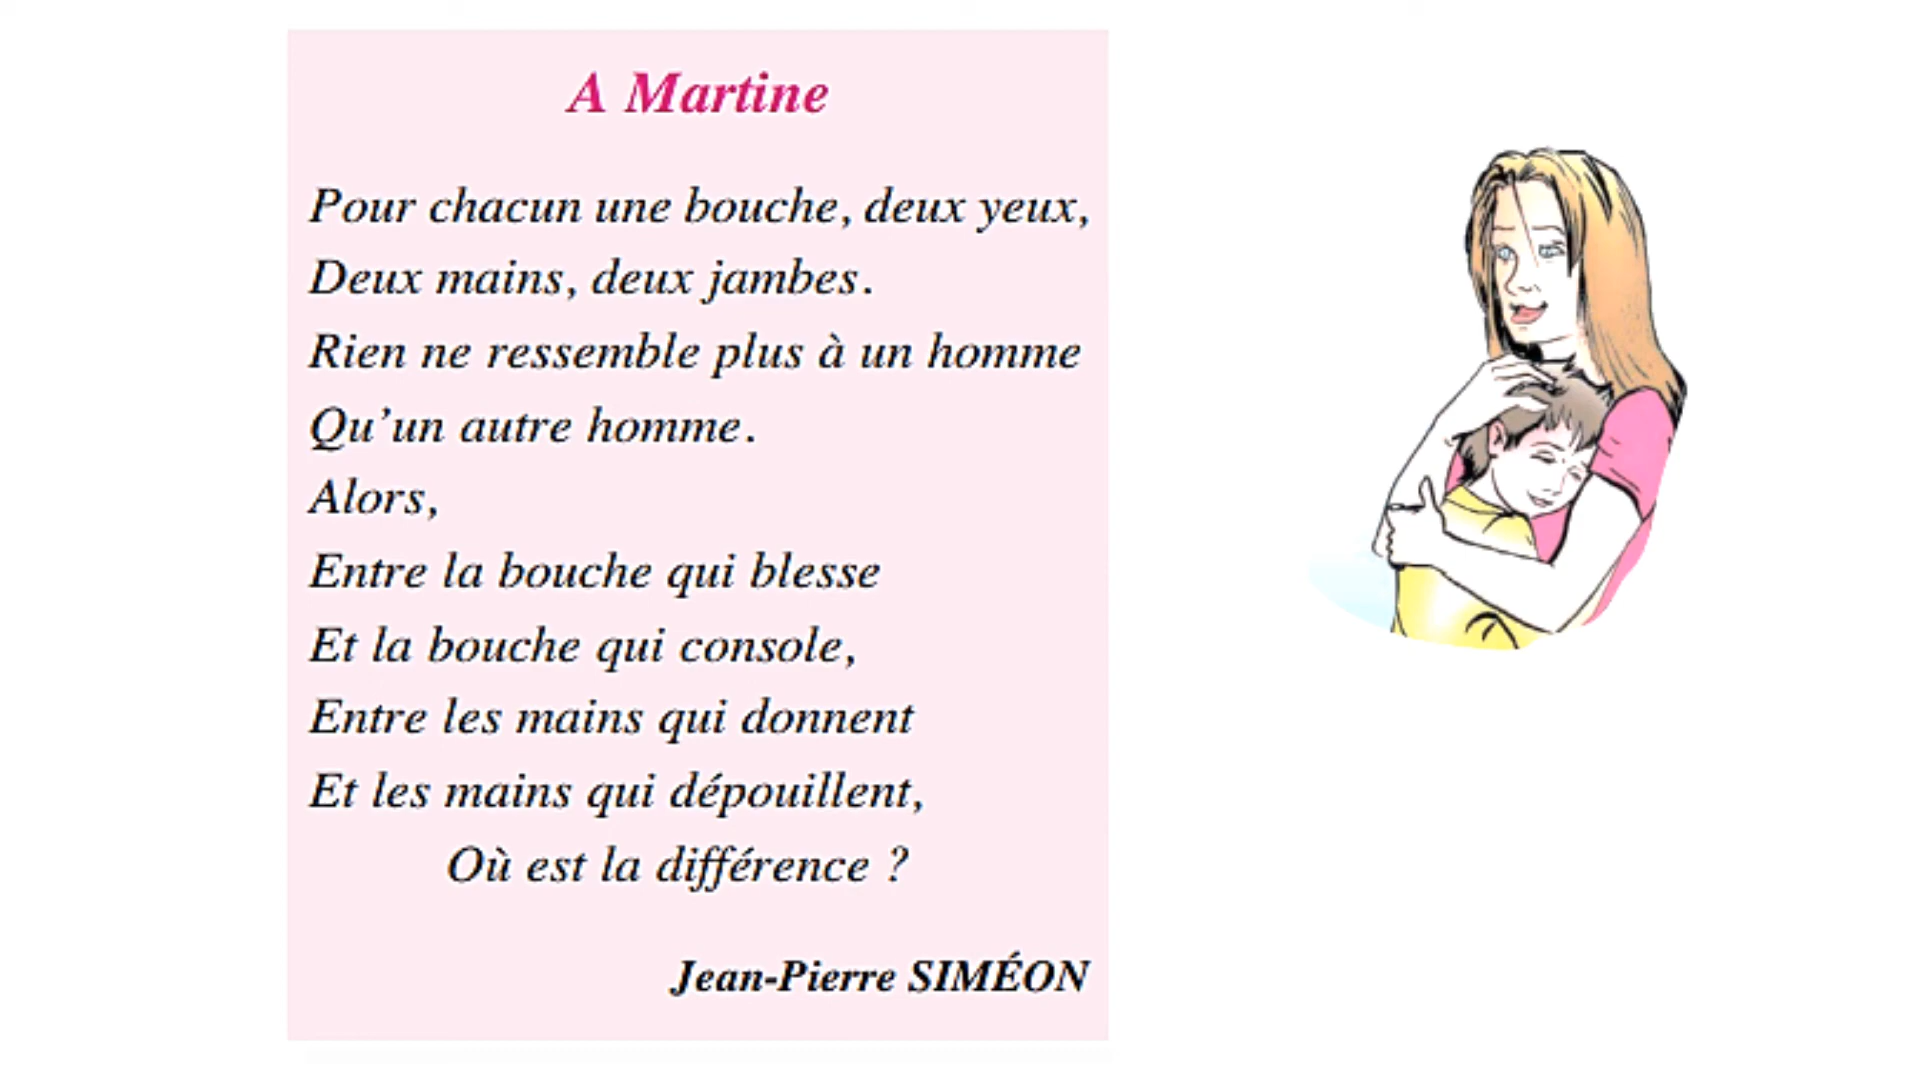 A Martine
Pour chacun une bouche, deux yeux,
Deux mains, deux jambes.
Rien ne ressemble plus à un homme
Qu'un autre homme.
Alors,
Entre la bouche qui blesse
Et la bouche qui console,
Entre les mains qui donnent
Et les mains qui dépouillent,
Où est la différence ?
Jean-Pierre SIMÉON